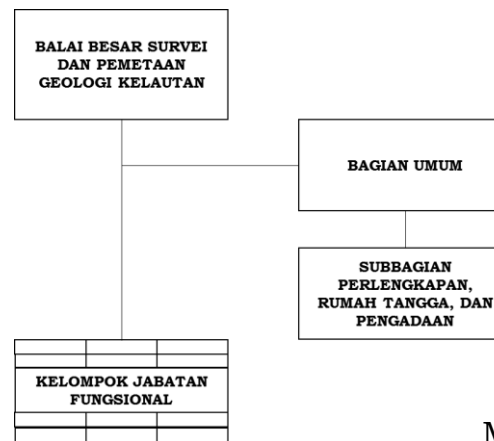 BALAI BESAR SURVEI
DAN PEMETAAN
GEOLOGI KELAUTAN
BAGIAN UMUM
SUBBAGIAN
PERLENGKAPAN,
RUMAH TANGGA, DAN
PENGADAAN
KELOMPOK JABATAN
FUNGSIONAL
M